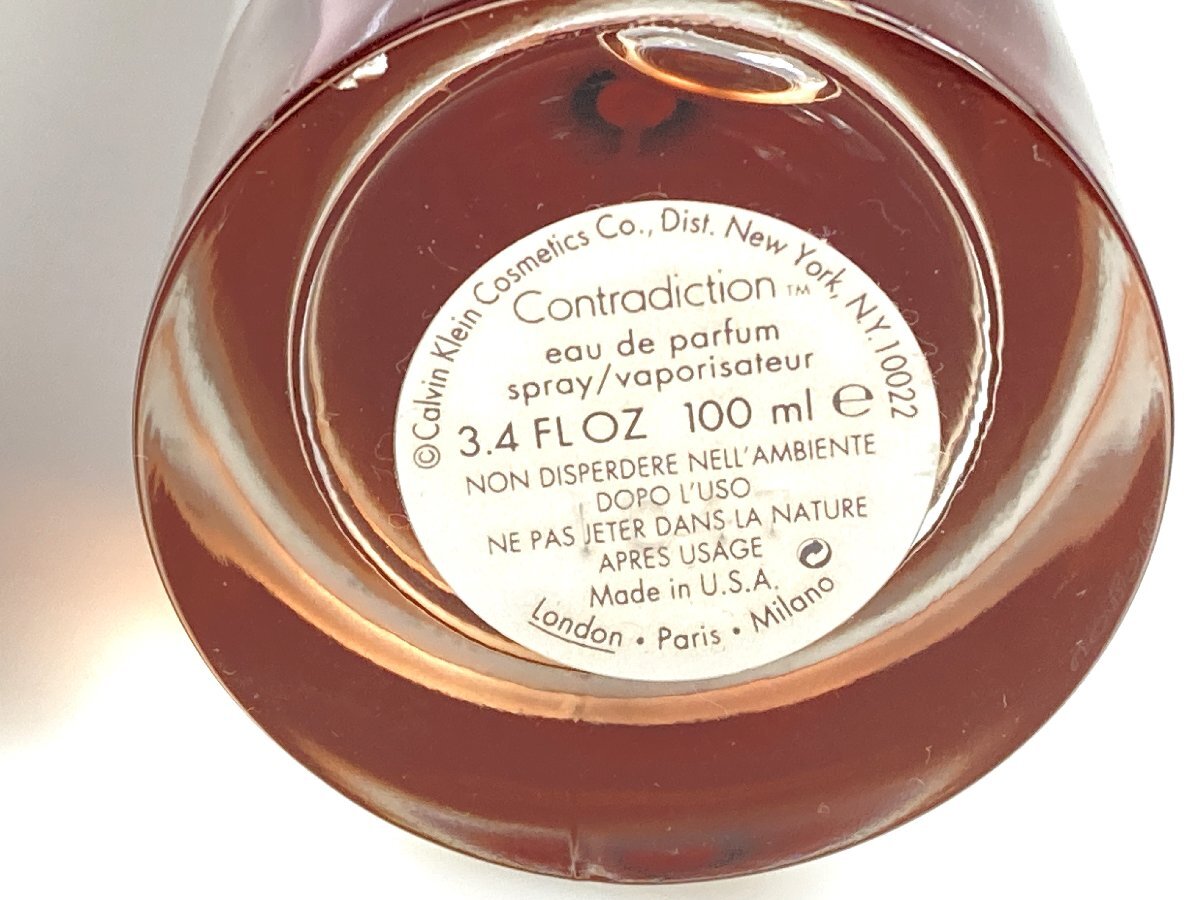 ©Calvin Klein Cosmetics Co., Dist. New York, N.Y. 10022
Contradiction ™
eau de parfum
spray/vaporisateur
3.4 FL OZ 100 ml ℮
NON DISPERDERE NELL'AMBIENTE
DOPO L'USO
NE PAS JETER DANS LA NATURE
APRES USAGE
Made in U.S.A.
London • Paris • Milano